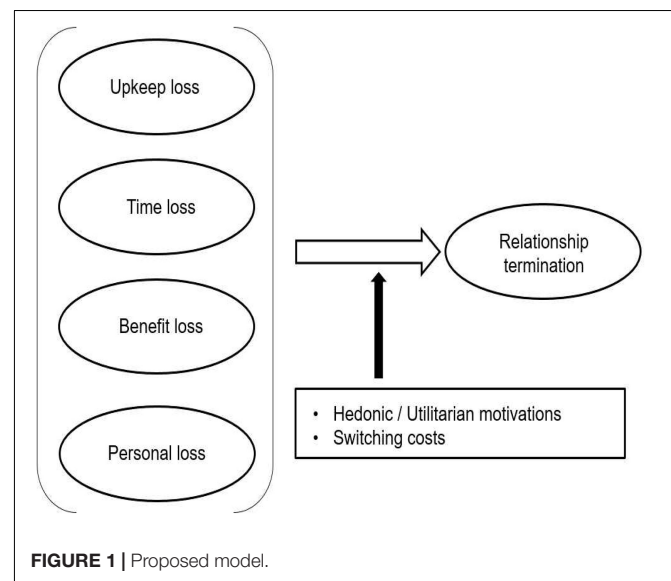 Upkeep loss
Time loss
Benefit loss
Personal loss
Relationship
termination
• Hedonic / Utilitarian motivations
• Switching costs
FIGURE 1 | Proposed model.